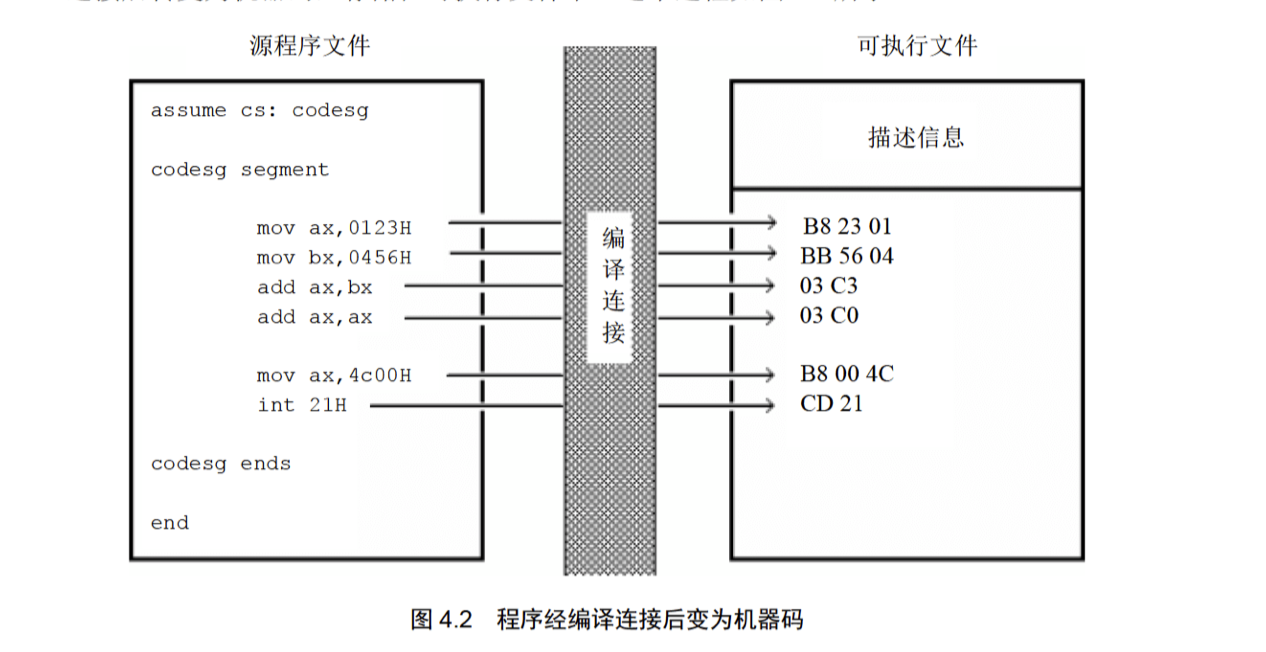 源程序文件
可执行文件
assume cs: codesg
描述信息
codesg segment
mov ax,0123H
B8 23 01
mov bx,0456H
BB 56 04
add ax,bx
03 C3
add ax,ax
03 C0
编译连接
mov ax,4c00H
B8 00 4C
int 21H
CD 21
codesg ends
end
图 4.2 程序经编译连接后变为机器码